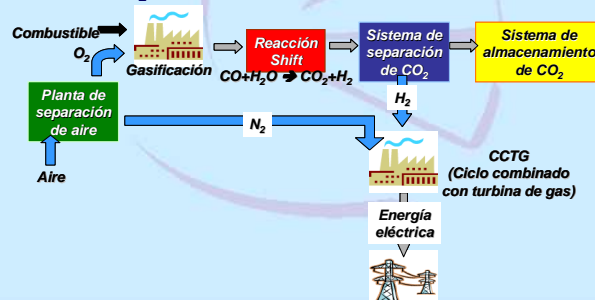 Combustible
O2
Gasificación
Reacción
Shift
CO+H2O ➔ CO2+H2
Sistema de
separación
de CO2
Sistema de
almacenamiento
de CO2
Planta de
separación
de aire
Aire
N2
H2
CCTG
(Ciclo combinado
con turbina de gas)
Energía
eléctrica